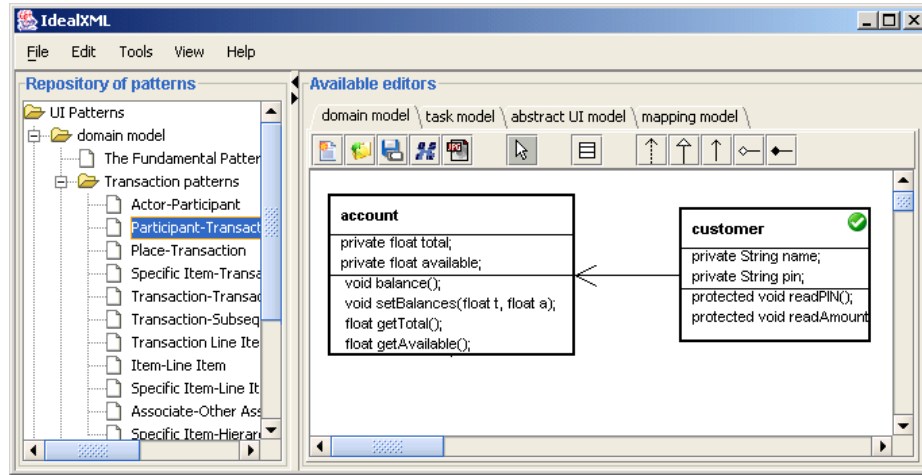 IdealXML
File Edit Tools View Help
Repository of patterns
UI Patterns
domain model
The Fundamental Patter
Transaction patterns
Actor-Participant
Participant-Transact
Place-Transaction
Specific Item-Transa
Transaction-Transac
Transaction-Subseq
Transaction Line Ite
Item-Line Item
Specific Item-Line It
Associate-Other Ass
Specific Item-Hierar
Available editors
domain model \ task model \ abstract UI model \ mapping model \
account
private float total;
private float available;
void balance();
void setBalances(float t, float a);
float getTotal();
float getAvailable();
customer
private String name;
private String pin;
protected void readPIN();
protected void readAmount